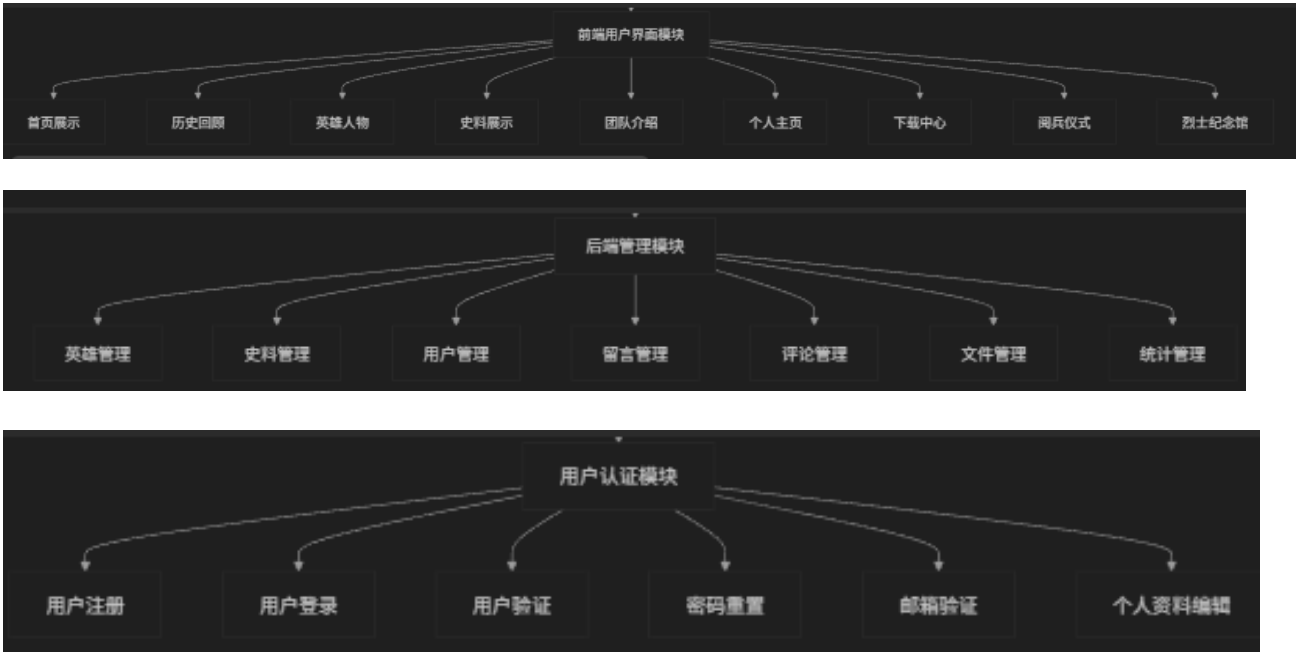 前端用户界面模块
首页展示 历史回顾 英雄人物 史料展示 团队介绍 个人主页 下载中心 阅兵仪式 烈士纪念馆
后端管理模块
英雄管理 史料管理 用户管理 留言管理 评论管理 文件管理 统计管理
用户认证模块
用户注册 用户登录 用户验证 密码重置 邮箱验证 个人资料编辑